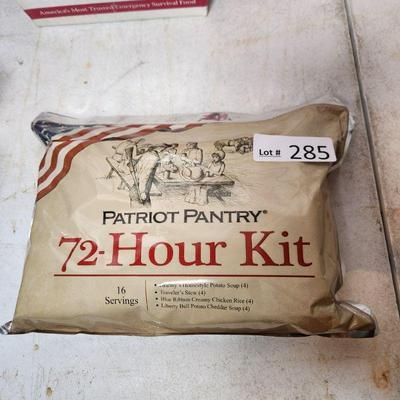 America's Most Trusted Emergency Survival Food
Lot # 285
PATRIOT PANTRY®
72-Hour Kit
16
Servings
Homestyle Potato Soup (4)
• Traveler's Stew (4)
• Blue Ribbon Creamy Chicken Rice (4)
• Liberty Bell Potato Cheddar Soup (4)